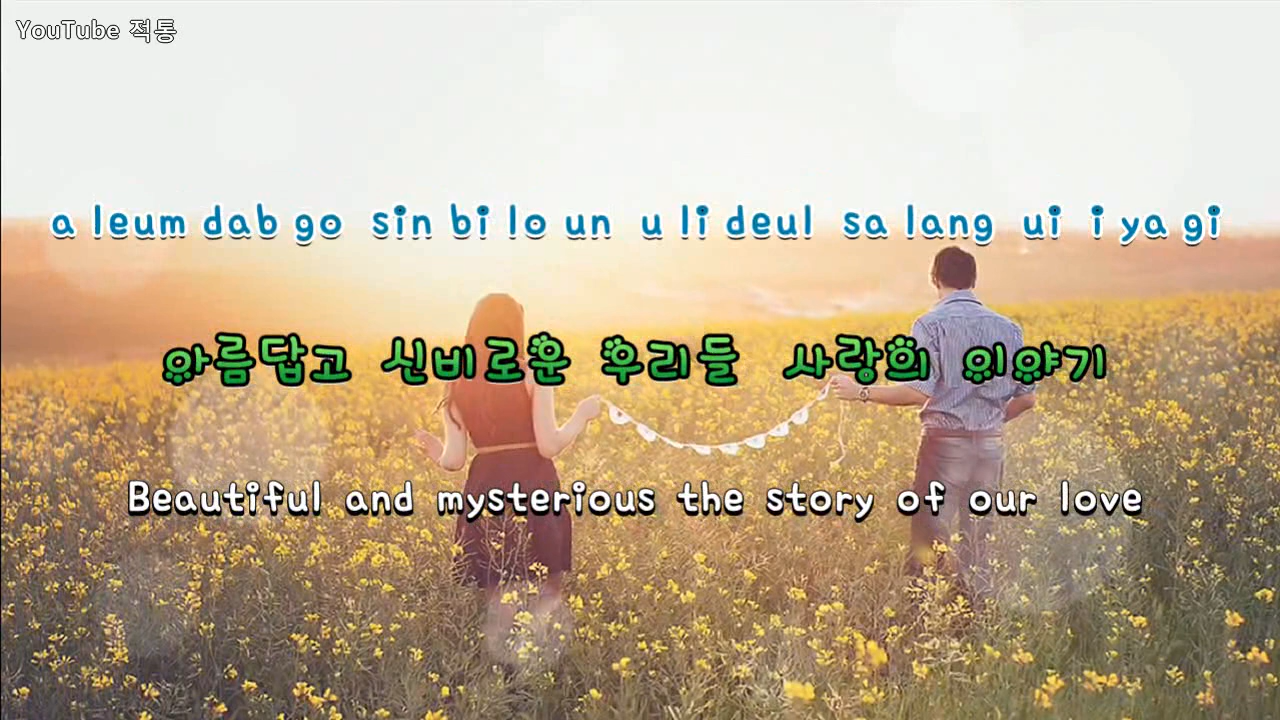 YouTube 적통
a leum dab go sin bi lo un u li deul sa lang ui i ya gi
아름답고 신비로운 우리들 사랑의 이야기
Beautiful and mysterious the story of our love